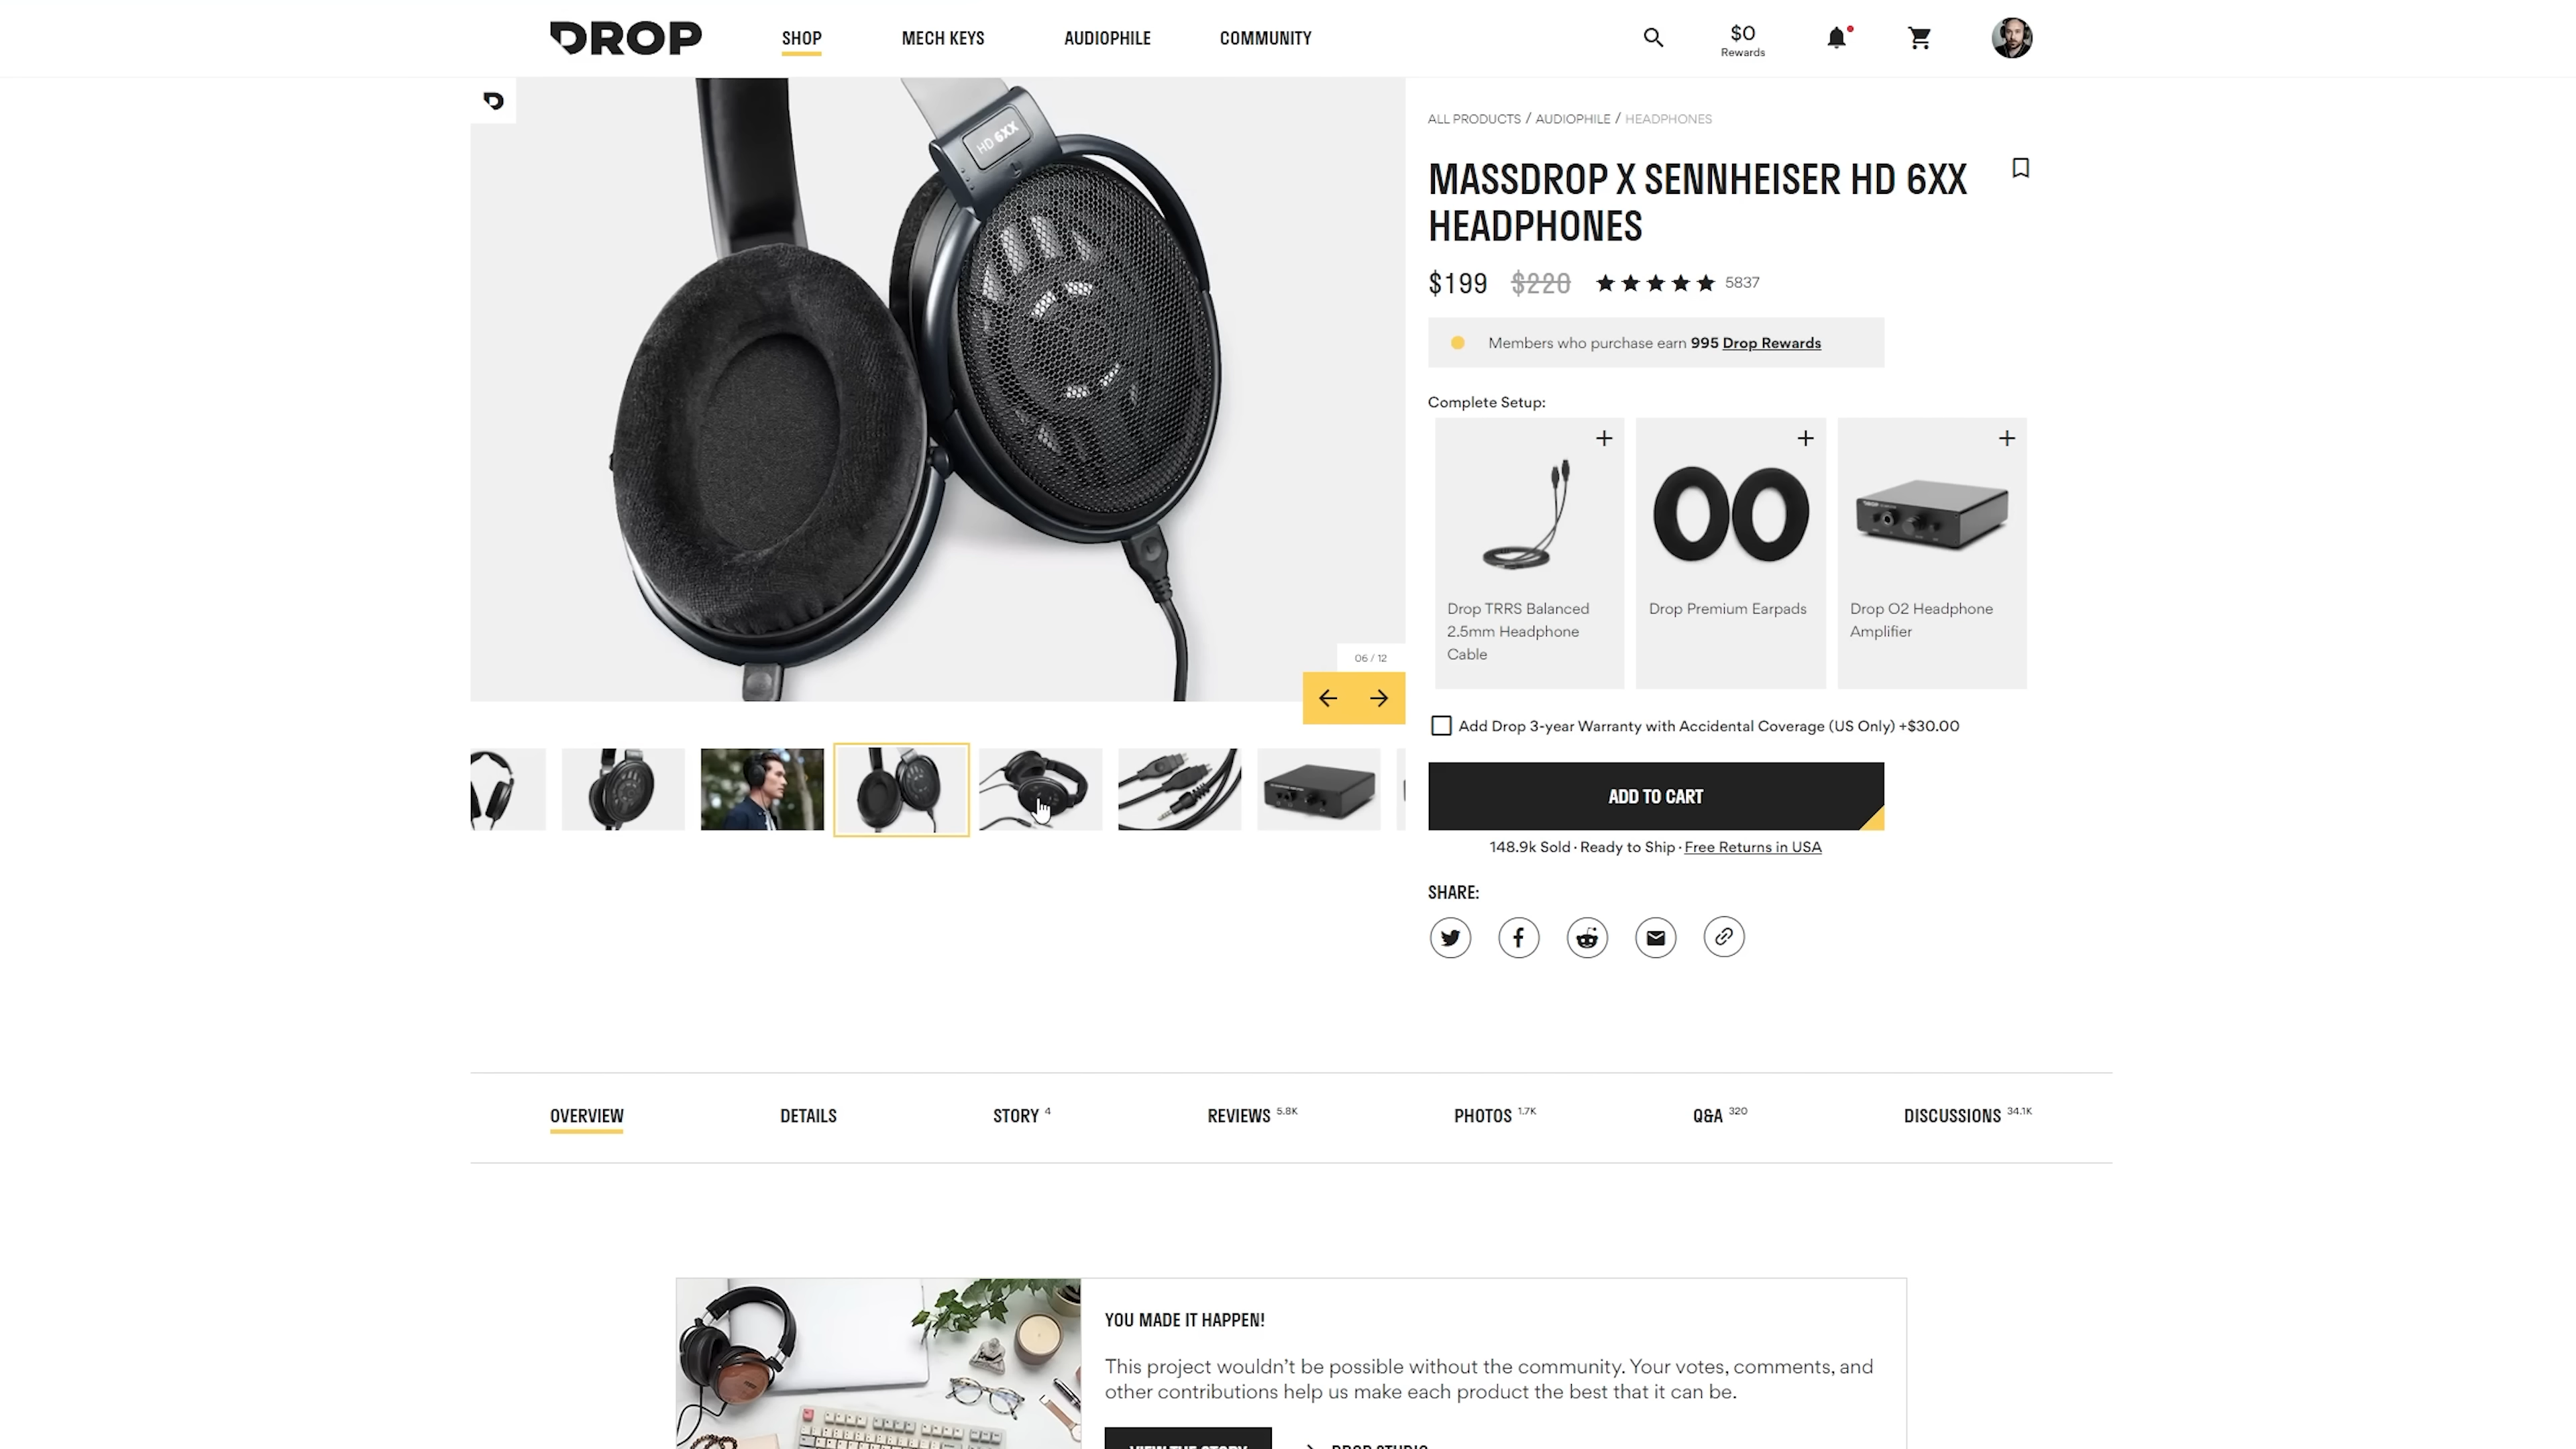 DROP
SHOP
MECH KEYS
AUDIOPHILE
COMMUNITY
$0
Rewards
HD 6XX
ALL PRODUCTS / AUDIOPHILE / HEADPHONES
MASSDROP X SENNHEISER HD 6XX
HEADPHONES
$199 $220 5837
Members who purchase earn 995 Drop Rewards
Complete Setup:
Drop TRRS Balanced
2.5mm Headphone
Cable
Drop Premium Earpads
DROP
Drop O2 Headphone
Amplifier
06 / 12
Add Drop 3-year Warranty with Accidental Coverage (US Only) +$30.00
ADD TO CART
148.9k Sold · Ready to Ship · Free Returns in USA
SHARE:
OVERVIEW
DETAILS
STORY 4
REVIEWS 5.8K
PHOTOS 1.7K
Q&A 320
DISCUSSIONS 34.1K
YOU MADE IT HAPPEN!
This project wouldn't be possible without the community. Your votes, comments, and
other contributions help us make each product the best that it can be.
VIEW THE STORY
DROP STUDIO